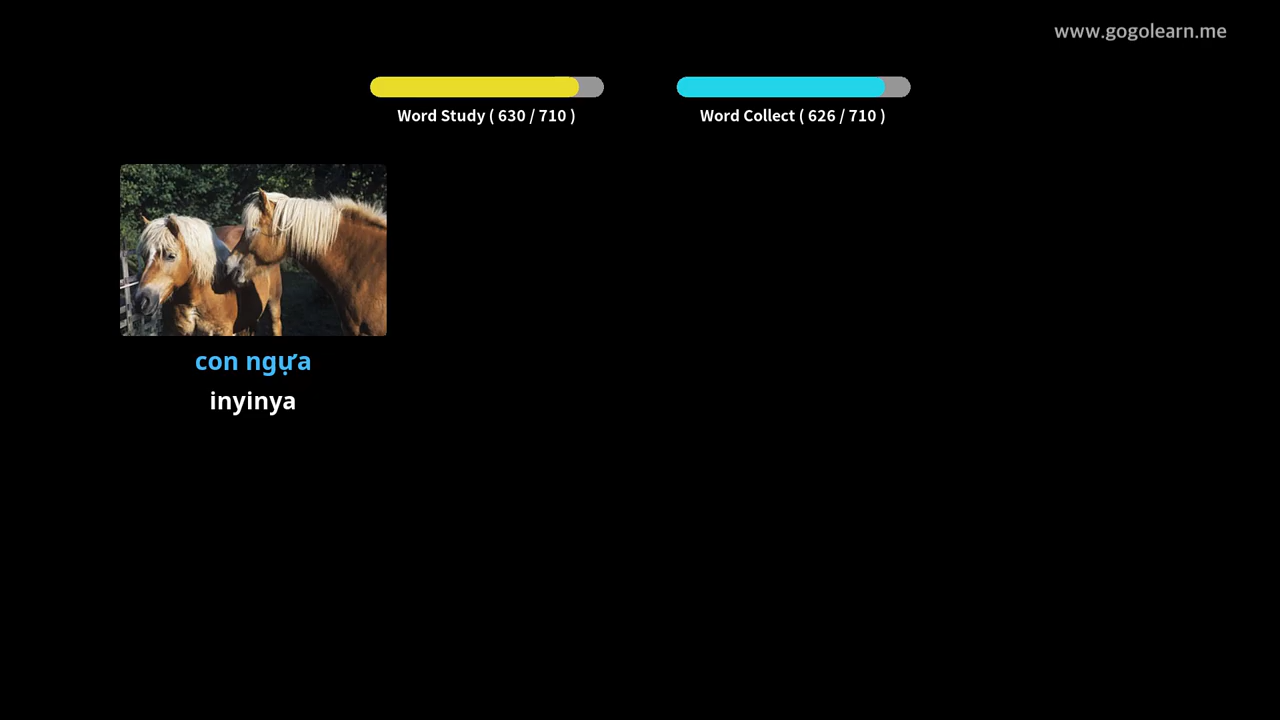 www.gogolearn.me
Word Study ( 630 / 710 )
Word Collect ( 626 / 710 )
con ngựa
inyinya